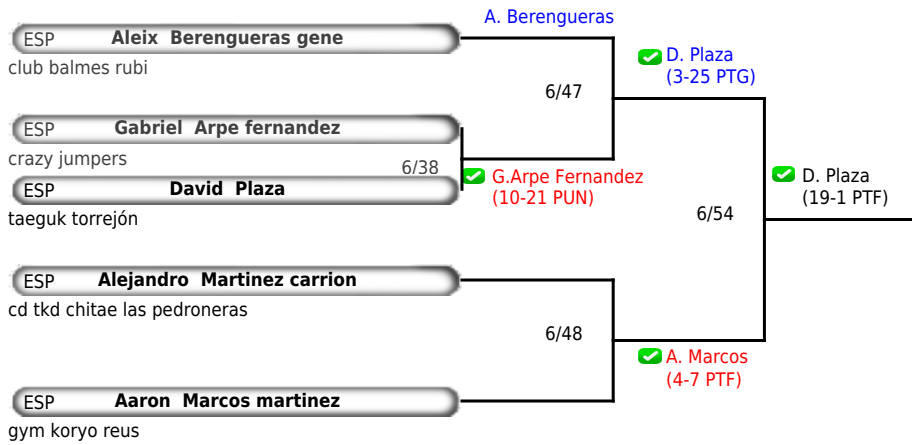 A. Berengueras
ESP Aleix Berengueras gene
club balmes rubi
D. Plaza
(3-25 PTG)
6/47
ESP Gabriel Arpe fernandez
crazy jumpers
6/38
G.Arpe Fernandez
(10-21 PUN)
ESP David Plaza
taeguk torrejón
D. Plaza
(19-1 PTF)
6/54
ESP Alejandro Martinez carrion
cd tkd chitae las pedroneras
6/48
A. Marcos
(4-7 PTF)
ESP Aaron Marcos martinez
gym koryo reus